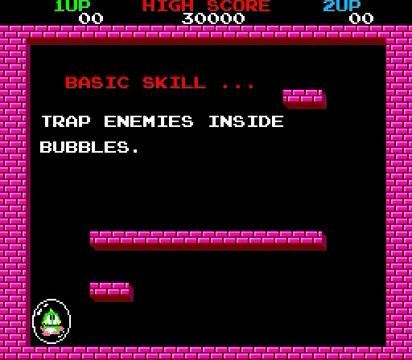 1UP HIGH SCORE 2UP
00 30000 00
BASIC SKILL ...
TRAP ENEMIES INSIDE
BUBBLES.